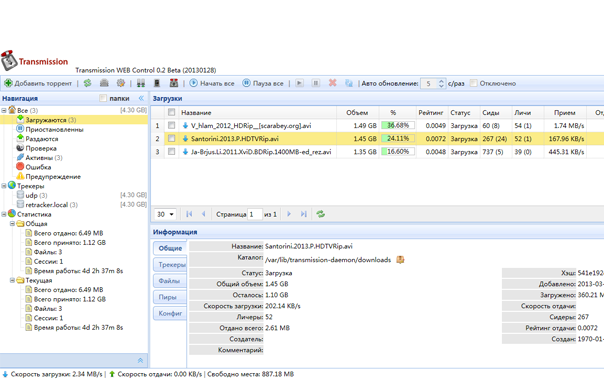 Transmission
Transmission WEB Control 0.2 Beta (20130128)
Добавить торрент Начать все Пауза все Авто обновление: 5 с/раз Отключено
Навигация папки
Все (3) [4.30 GB]
Загружаются (3)
Приостановленны
Раздаются
Проверка
Активны (3)
Ошибка
Предупреждение
Трекеры
udp (3) [4.30 GB]
retracker.local (3) [4.30 GB]
Статистика
Общая
Всего отдано: 6.49 MB
Всего принято: 1.12 GB
Файлы: 3
Сессии: 1
Время работы: 4d 2h 37m 8s
Текущая
Всего отдано: 6.49 MB
Всего принято: 1.12 GB
Файлы: 3
Сессии: 1
Время работы: 4d 2h 37m 8s
Загрузки
Название Объем % Рейтинг Статус Сиды Личи Прием От
1 V_hlam_2012_HDRip__[scarabey.org].avi 1.49 GB 36.68% 0.0049 Загрузка 60 (8) 54 (1) 1.74 MB/s
2 Santorini.2013.P.HDTVRip.avi 1.45 GB 24.11% 0.0072 Загрузка 267 (24) 52 (1) 167.96 KB/s
3 Ja-Brjus.Li.2011.XviD.BDRip.1400MB-ed_rez.avi 1.35 GB 16.60% 0.0048 Загрузка 737 (5) 39 (0) 445.31 KB/s
30 Страница 1 из 1
Информация
Общие
Трекеры
Файлы
Пиры
Конфиг
Название: Santorini.2013.P.HDTVRip.avi
Каталог: /var/lib/transmission-daemon/downloads
Статус: Загрузка Хэш: 541e192
Общий объем: 1.45 GB Добавлено: 2013-03-
Осталось: 1.10 GB Загружено: 360.21 M
Скорость загрузки: 202.14 KB/s Скорость отдачи:
Личеры: 52 Сидеры: 267
Отдано всего: 2.61 MB Рейтинг отдачи: 0.0072
Создатель: Создан: 1970-01-
Комментарий:
Скорость загрузки: 2.34 MB/s | Скорость отдачи: 0.00 KB/s | Свободно места: 887.18 MB